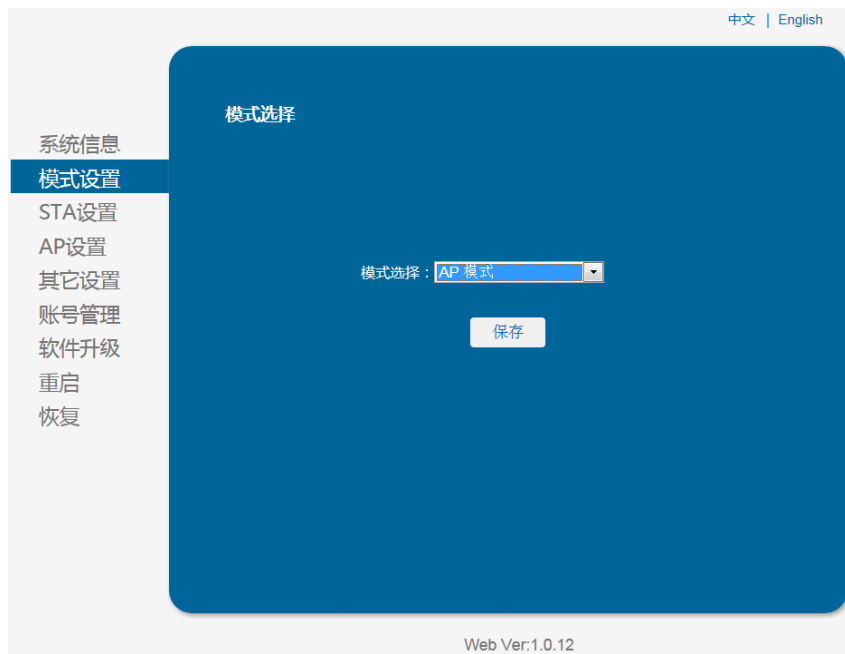 中文 | English
模式选择
系统信息
模式设置
STA设置
AP设置
其它设置
账号管理
软件升级
重启
恢复
模式选择：AP 模式
保存
Web Ver:1.0.12